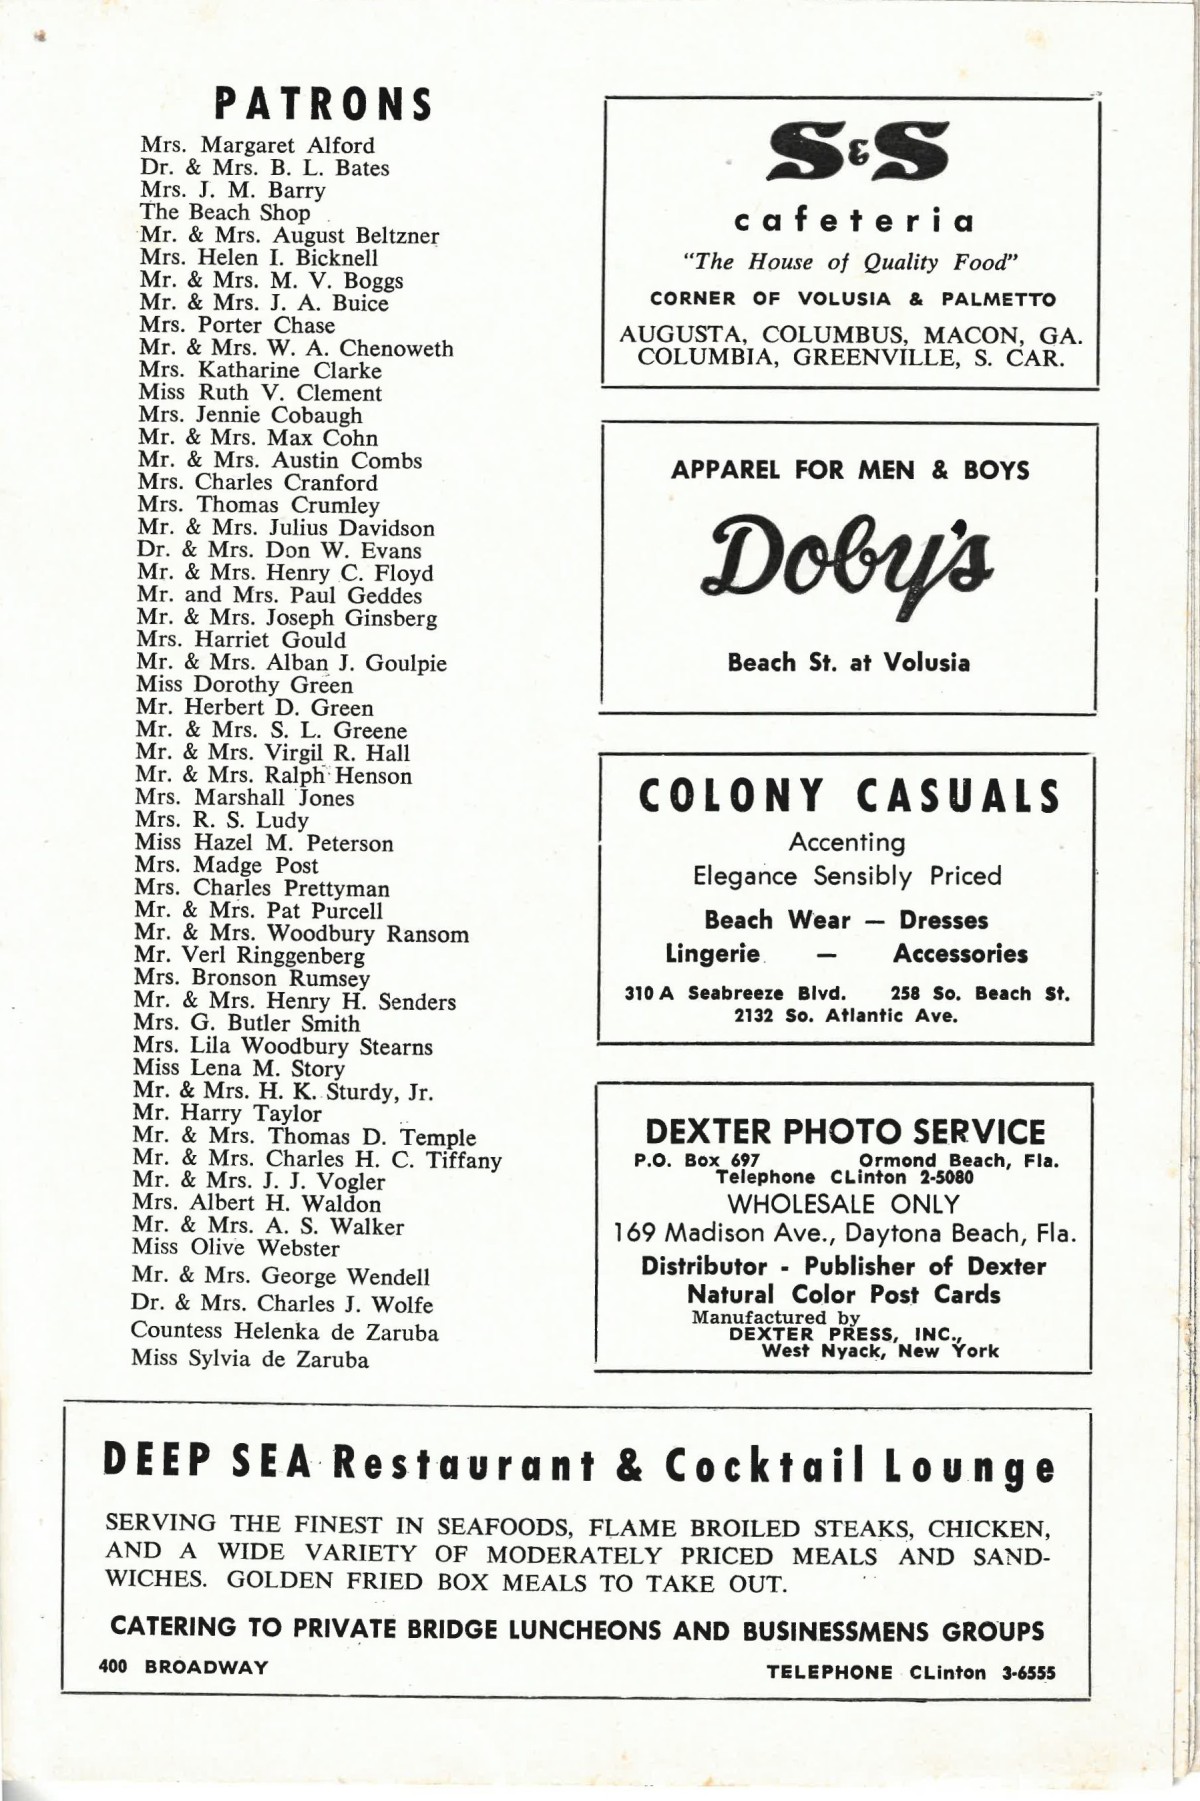 PATRONS
Mrs. Margaret Alford
Dr. & Mrs. B. L. Bates
Mrs. J. M. Barry
The Beach Shop
Mr. & Mrs. August Beltzner
Mrs. Helen I. Bicknell
Mr. & Mrs. M. V. Boggs
Mr. & Mrs. J. A. Buice
Mrs. Porter Chase
Mr. & Mrs. W. A. Chenoweth
Mrs. Katharine Clarke
Miss Ruth V. Clement
Mrs. Jennie Cobaugh
Mr. & Mrs. Max Cohn
Mr. & Mrs. Austin Combs
Mrs. Charles Cranford
Mrs. Thomas Crumley
Mr. & Mrs. Julius Davidson
Dr. & Mrs. Don W. Evans
Mr. & Mrs. Henry C. Floyd
Mr. and Mrs. Paul Geddes
Mr. & Mrs. Joseph Ginsberg
Mrs. Harriet Gould
Mr. & Mrs. Alban J. Goulpie
Miss Dorothy Green
Mr. Herbert D. Green
Mr. & Mrs. S. L. Greene
Mr. & Mrs. Virgil R. Hall
Mr. & Mrs. Ralph Henson
Mrs. Marshall Jones
Mrs. R. S. Ludy
Miss Hazel M. Peterson
Mrs. Madge Post
Mrs. Charles Prettyman
Mr. & Mrs. Pat Purcell
Mr. & Mrs. Woodbury Ransom
Mr. Verl Ringgenberg
Mrs. Bronson Rumsey
Mr. & Mrs. Henry H. Senders
Mrs. G. Butler Smith
Mrs. Lila Woodbury Stearns
Miss Lena M. Story
Mr. & Mrs. H. K. Sturdy, Jr.
Mr. Harry Taylor
Mr. & Mrs. Thomas D. Temple
Mr. & Mrs. Charles H. C. Tiffany
Mr. & Mrs. J. J. Vogler
Mrs. Albert H. Waldon
Mr. & Mrs. A. S. Walker
Miss Olive Webster
Mr. & Mrs. George Wendell
Dr. & Mrs. Charles J. Wolfe
Countess Helenka de Zaruba
Miss Sylvia de Zaruba
S&S
cafeteria
"The House of Quality Food"
CORNER OF VOLUSIA & PALMETTO
AUGUSTA, COLUMBUS, MACON, GA.
COLUMBIA, GREENVILLE, S. CAR.
APPAREL FOR MEN & BOYS
Doby's
Beach St. at Volusia
COLONY CASUALS
Accenting
Elegance Sensibly Priced
Beach Wear — Dresses
Lingerie — Accessories
310 A Seabreeze Blvd. 258 So. Beach St.
2132 So. Atlantic Ave.
DEXTER PHOTO SERVICE
P.O. Box 697 Ormond Beach, Fla.
Telephone CLinton 2-5080
WHOLESALE ONLY
169 Madison Ave., Daytona Beach, Fla.
Distributor - Publisher of Dexter
Natural Color Post Cards
Manufactured by
DEXTER PRESS, INC.,
West Nyack, New York
DEEP SEA Restaurant & Cocktail Lounge
SERVING THE FINEST IN SEAFOODS, FLAME BROILED STEAKS, CHICKEN,
AND A WIDE VARIETY OF MODERATELY PRICED MEALS AND SAND-
WICHES. GOLDEN FRIED BOX MEALS TO TAKE OUT.
CATERING TO PRIVATE BRIDGE LUNCHEONS AND BUSINESSMENS GROUPS
400 BROADWAY TELEPHONE CLinton 3-6555